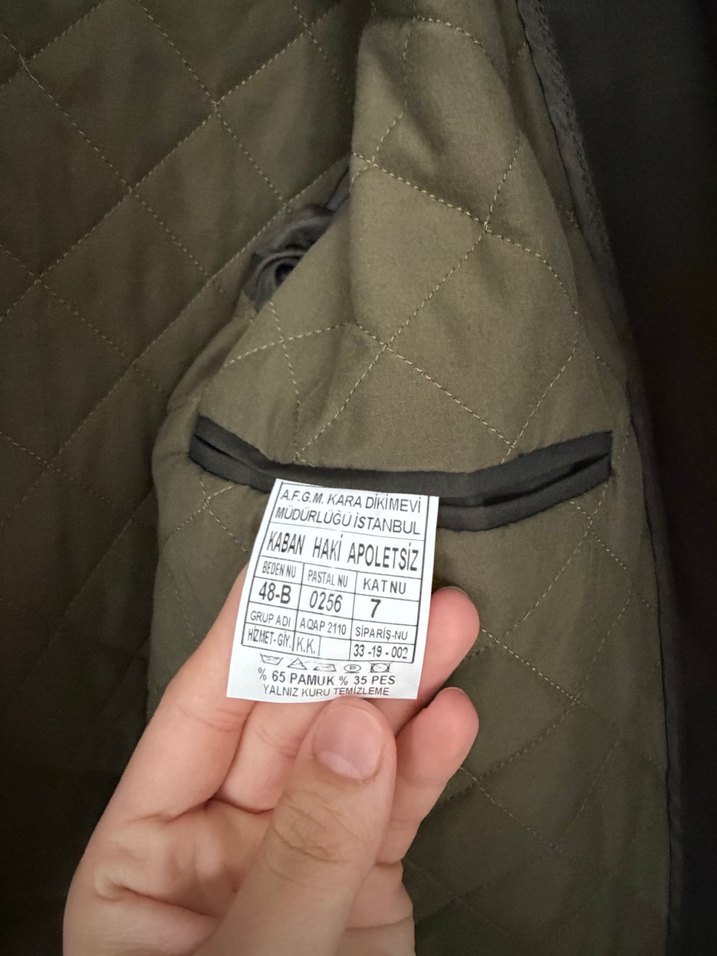 A.F.G.M. KARA DİKİMEVİ
MÜDÜRLÜĞÜ İSTANBUL
KABAN HAKİ APOLETSİZ
BEDEN NU PASTAL NU KAT NU
48-B 0256 7
GRUP ADI AQAP 2110 SİPARİŞ-NU
HİZMET-GİY. K.K. 33-19-002
% 65 PAMUK % 35 PES
YALNIZ KURU TEMİZLEME